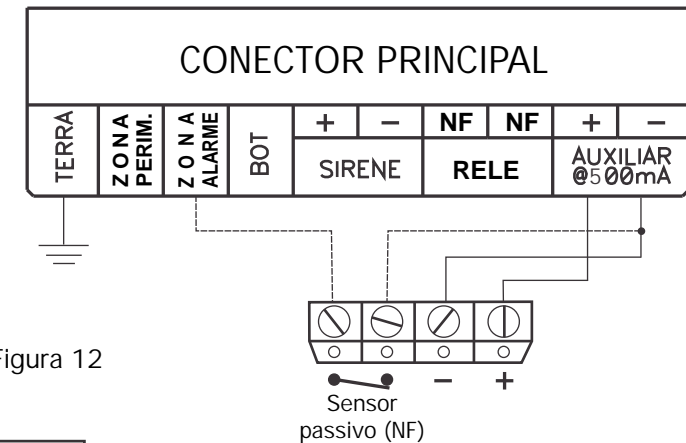 CONECTOR PRINCIPAL
TERRA
ZONA
PERIM.
ZONA
ALARME
BOT
+ − NF NF + −
SIRENE RELE AUXILIAR
@500mA
Figura 12
− +
Sensor
passivo (NF)